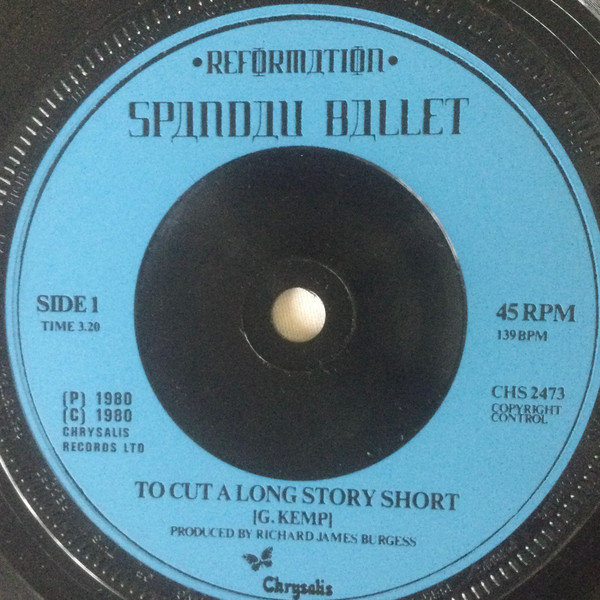 •REFORMATION•
SPANDAU BALLET
SIDE 1
TIME 3.20
45 RPM
139 BPM
(P) 1980
(C) 1980
CHRYSALIS
RECORDS LTD
CHS 2473
COPYRIGHT
CONTROL
TO CUT A LONG STORY SHORT
[G. KEMP]
PRODUCED BY RICHARD JAMES BURGESS
Chrysalis